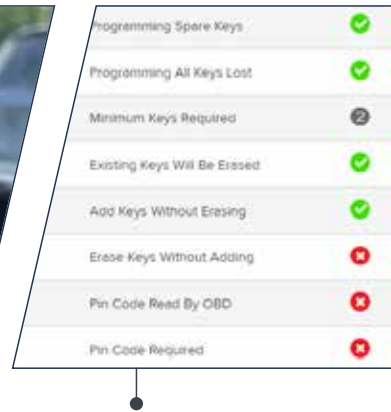 Programming Spare Keys
Programming All Keys Lost
Minimum Keys Required 2
Existing Keys Will Be Erased
Add Keys Without Erasing
Erase Keys Without Adding
Pin Code Read By OBD
Pin Code Required